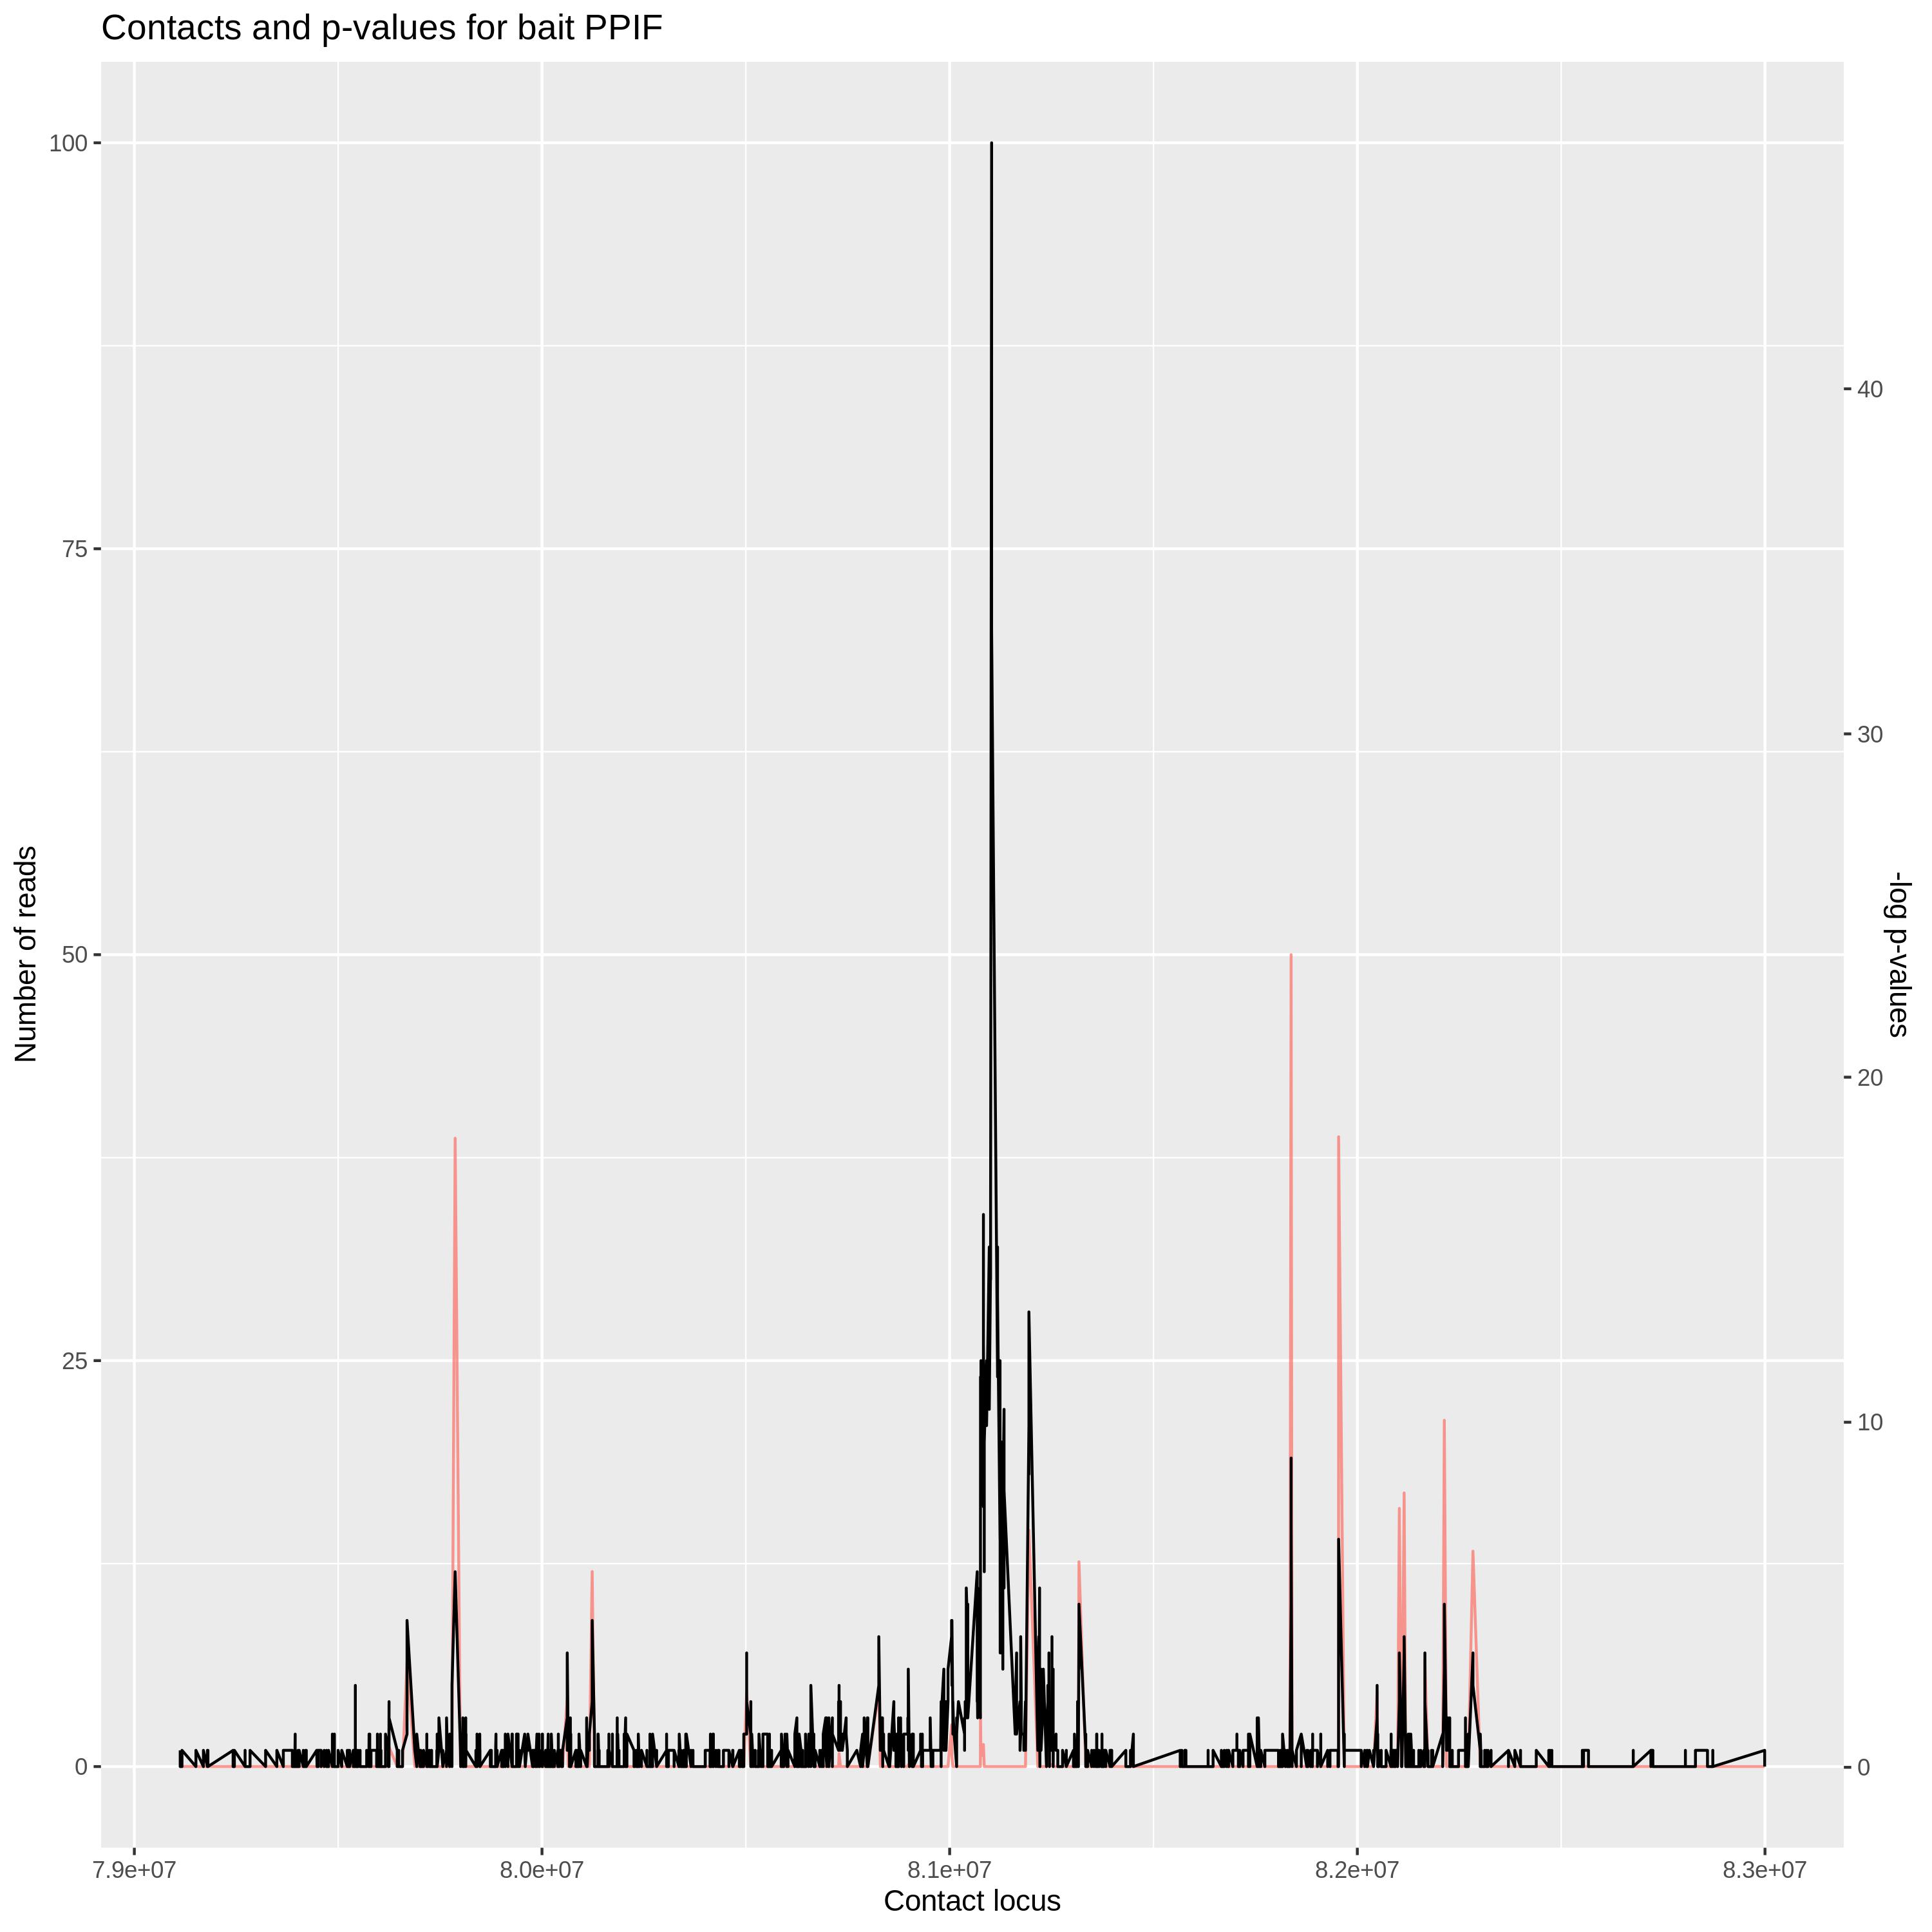 Contacts and p-values for bait PPIF
100
75
50
25
0
Number of reads
40
30
20
10
0
-log p-values
7.9e+07 8.0e+07 8.1e+07 8.2e+07 8.3e+07
Contact locus